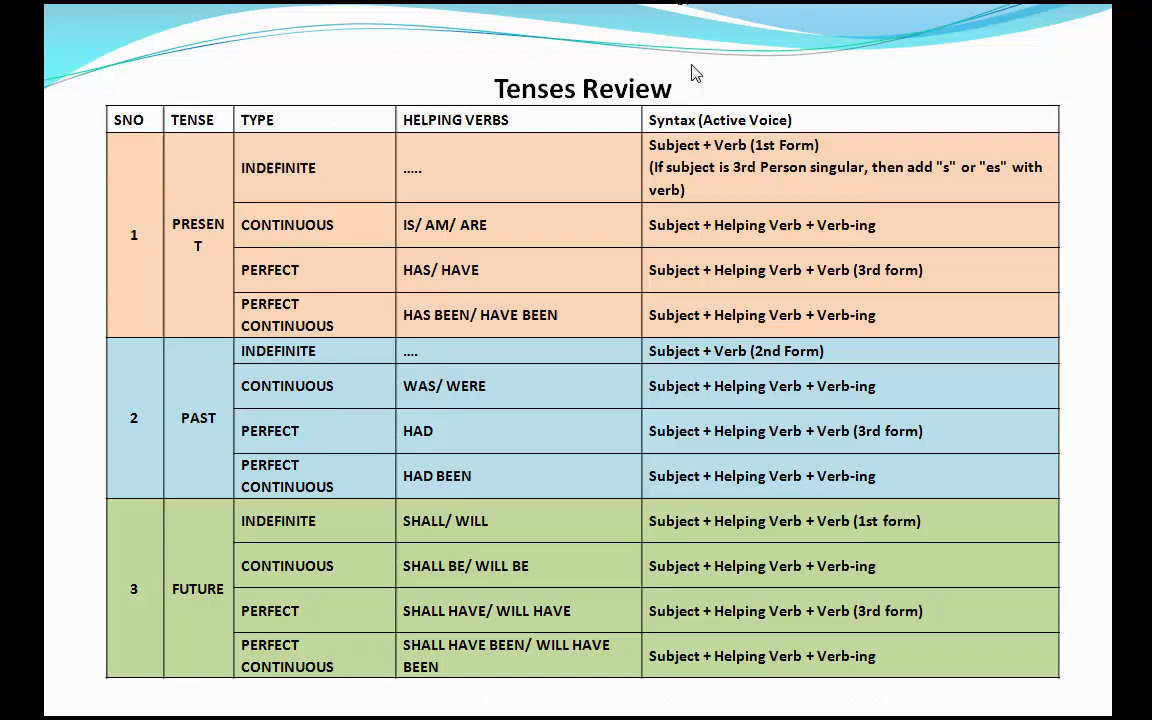 Tenses Review
SNO TENSE TYPE HELPING VERBS Syntax (Active Voice)
1 PRESEN
T
INDEFINITE ..... Subject + Verb (1st Form)
(If subject is 3rd Person singular, then add "s" or "es" with
verb)
CONTINUOUS IS/ AM/ ARE Subject + Helping Verb + Verb-ing
PERFECT HAS/ HAVE Subject + Helping Verb + Verb (3rd form)
PERFECT
CONTINUOUS HAS BEEN/ HAVE BEEN Subject + Helping Verb + Verb-ing
2 PAST
INDEFINITE .... Subject + Verb (2nd Form)
CONTINUOUS WAS/ WERE Subject + Helping Verb + Verb-ing
PERFECT HAD Subject + Helping Verb + Verb (3rd form)
PERFECT
CONTINUOUS HAD BEEN Subject + Helping Verb + Verb-ing
3 FUTURE
INDEFINITE SHALL/ WILL Subject + Helping Verb + Verb (1st form)
CONTINUOUS SHALL BE/ WILL BE Subject + Helping Verb + Verb-ing
PERFECT SHALL HAVE/ WILL HAVE Subject + Helping Verb + Verb (3rd form)
PERFECT
CONTINUOUS SHALL HAVE BEEN/ WILL HAVE
BEEN Subject + Helping Verb + Verb-ing